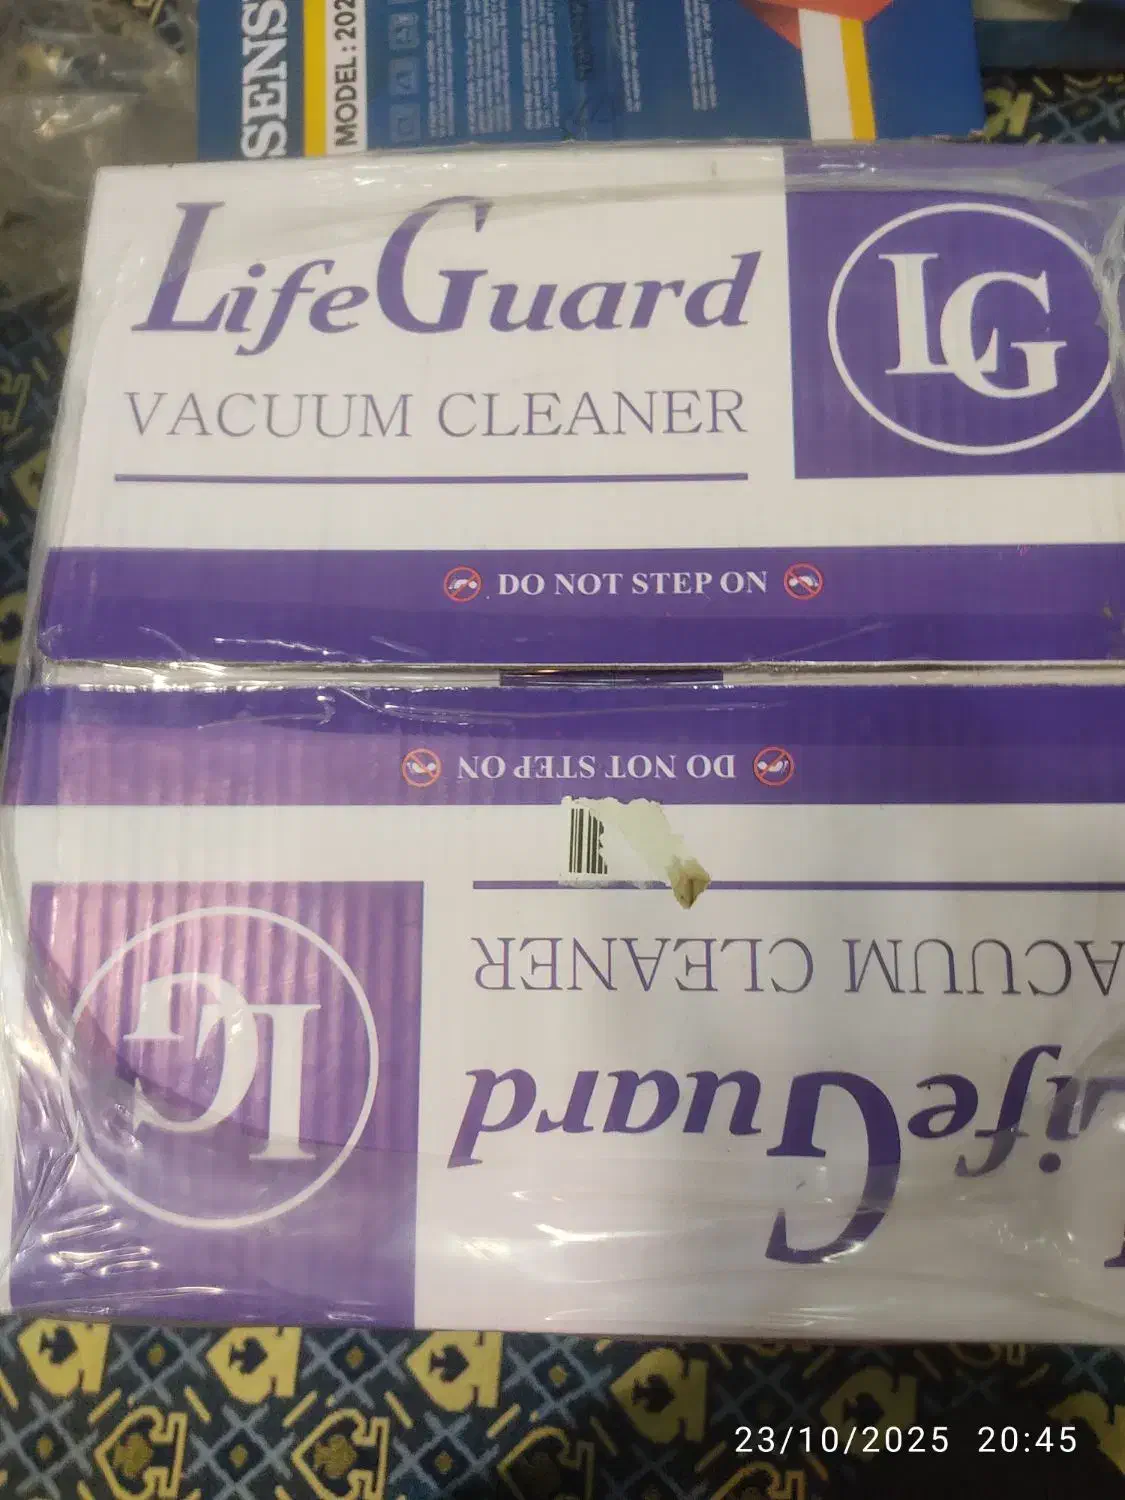 SENS
MODEL : 202
LifeGuard
VACUUM CLEANER
LG
DO NOT STEP ON
DO NOT STEP ON
VACUUM CLEANER
LifeGuard
LG
23/10/2025 20:45